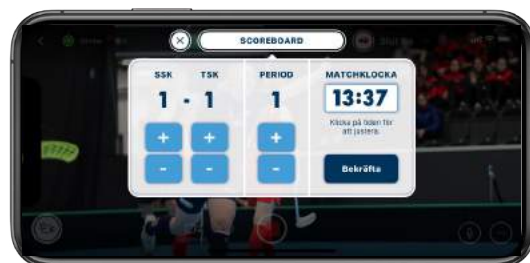 SCOREBOARD
SSK TSK PERIOD MATCHKLOCKA
1 - 1 1 13:37
Klicka på tiden för
att justera.
+ + +
- - - Bekräfta